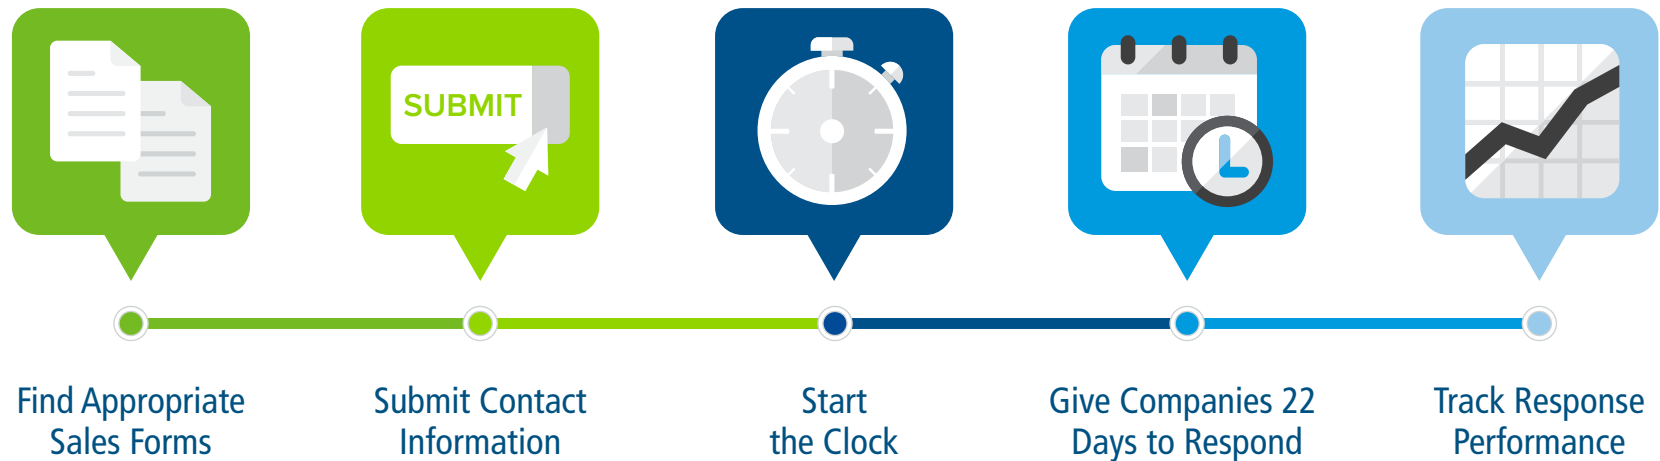 SUBMIT
Find Appropriate
Sales Forms
Submit Contact
Information
Start
the Clock
Give Companies 22
Days to Respond
Track Response
Performance